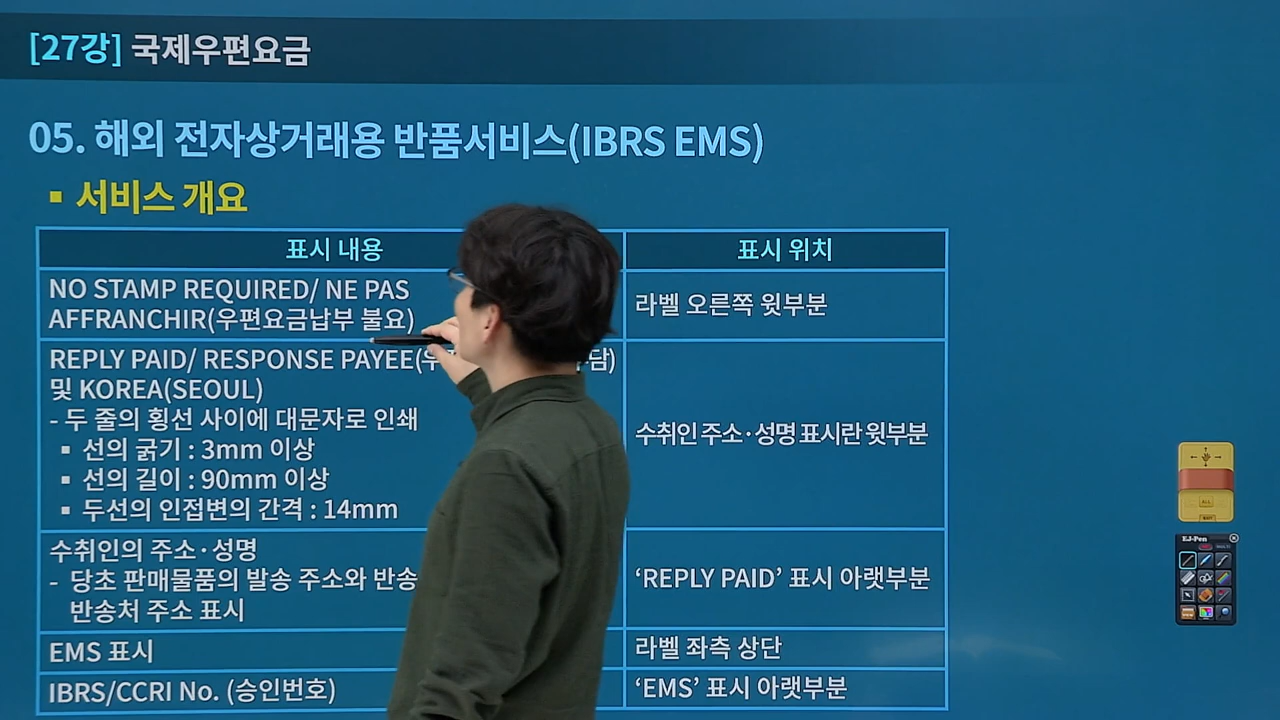 [27강] 국제우편요금
05. 해외 전자상거래용 반품서비스(IBRS EMS)
▪ 서비스 개요
표시 내용
표시 위치
NO STAMP REQUIRED/ NE PAS
AFFRANCHIR(우편요금납부 불요)
라벨 오른쪽 윗부분
REPLY PAID/ RESPONSE PAYEE(우 담)
및 KOREA(SEOUL)
- 두 줄의 횡선 사이에 대문자로 인쇄
▪ 선의 굵기 : 3mm 이상
▪ 선의 길이 : 90mm 이상
▪ 두선의 인접변의 간격 : 14mm
수취인 주소·성명 표시란 윗부분
수취인의 주소·성명
- 당초 판매물품의 발송 주소와 반송
반송처 주소 표시
‘REPLY PAID’ 표시 아랫부분
EMS 표시
라벨 좌측 상단
IBRS/CCRI No. (승인번호)
‘EMS’ 표시 아랫부분
ALL
EJ-Pen